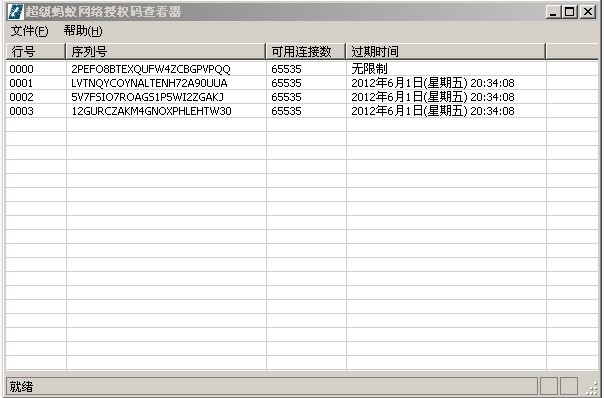 超级蚂蚁网络授权码查看器
文件(F) 帮助(H)
行号 序列号 可用连接数 过期时间
0000 2PEFO8BTEXQUFW4ZCBGPVPQQ 65535 无限制
0001 LVTNQYCOYNALTENH72A90UUA 65535 2012年6月1日(星期五) 20:34:08
0002 5V7FSIO7ROAGS1P5WI2ZGAKJ 65535 2012年6月1日(星期五) 20:34:08
0003 12GURCZAKM4GNOXPHLEHTW30 65535 2012年6月1日(星期五) 20:34:08
就绪